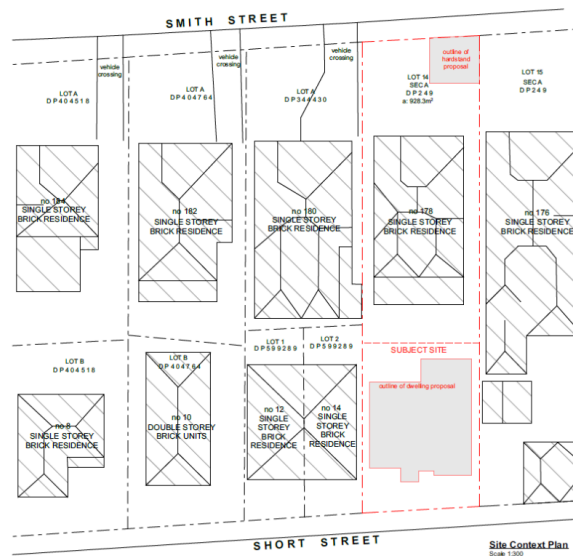 SMITH STREET
vehicle
crossing
vehicle
crossing
vehicle
crossing
outline of
hardstand
proposal
LOT A
DP404518
LOT A
DP404764
LOT A
DP344430
LOT 14
SEC A
DP249
a: 928.3m²
LOT 15
SEC A
DP249
no 184
SINGLE STOREY
BRICK RESIDENCE
no 182
SINGLE STOREY
BRICK RESIDENCE
no 180
SINGLE STOREY
BRICK RESIDENCE
no 178
SINGLE STOREY
BRICK RESIDENCE
no 176
SINGLE STOREY
BRICK RESIDENCE
LOT B
DP404518
LOT B
DP404764
LOT 1
DP599289
LOT 2
DP599289
SUBJECT SITE
outline of dwelling proposal
no 8
SINGLE STOREY
BRICK RESIDENCE
no 10
DOUBLE STOREY
BRICK UNITS
no 12
SINGLE
STOREY
BRICK
RESIDENCE
no 14
SINGLE
STOREY
BRICK
RESIDENCE
SHORT STREET
Site Context Plan
Scale 1:300